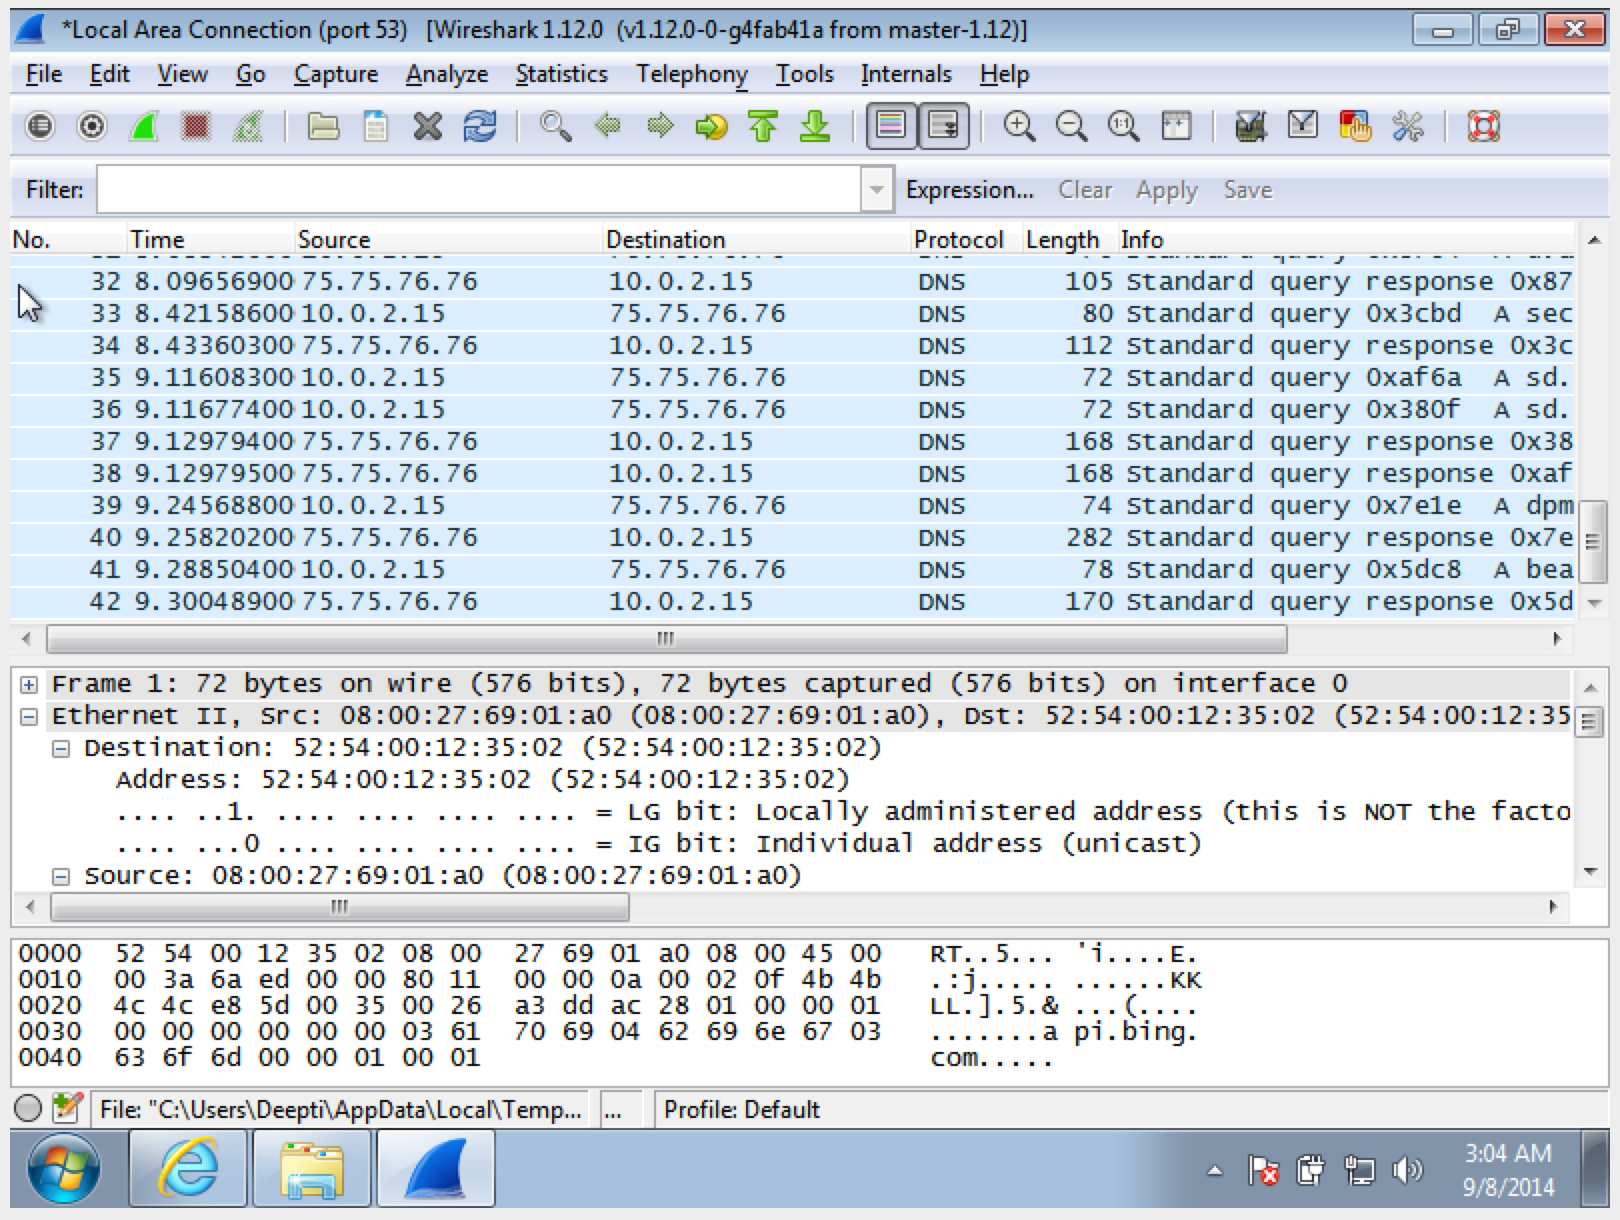 *Local Area Connection (port 53) [Wireshark 1.12.0 (v1.12.0-0-g4fab41a from master-1.12)]
File Edit View Go Capture Analyze Statistics Telephony Tools Internals Help
Filter: Expression... Clear Apply Save
No. Time Source Destination Protocol Length Info
32 8.09656900 75.75.76.76 10.0.2.15 DNS 105 Standard query response 0x87
33 8.42158600 10.0.2.15 75.75.76.76 DNS 80 Standard query 0x3cbd A sec
34 8.43360300 75.75.76.76 10.0.2.15 DNS 112 Standard query response 0x3c
35 9.11608300 10.0.2.15 75.75.76.76 DNS 72 Standard query 0xaf6a A sd.
36 9.11677400 10.0.2.15 75.75.76.76 DNS 72 Standard query 0x380f A sd.
37 9.12979400 75.75.76.76 10.0.2.15 DNS 168 Standard query response 0x38
38 9.12979500 75.75.76.76 10.0.2.15 DNS 168 Standard query response 0xaf
39 9.24568800 10.0.2.15 75.75.76.76 DNS 74 Standard query 0x7e1e A dpm
40 9.25820200 75.75.76.76 10.0.2.15 DNS 282 Standard query response 0x7e
41 9.28850400 10.0.2.15 75.75.76.76 DNS 78 Standard query 0x5dc8 A bea
42 9.30048900 75.75.76.76 10.0.2.15 DNS 170 Standard query response 0x5d
Frame 1: 72 bytes on wire (576 bits), 72 bytes captured (576 bits) on interface 0
Ethernet II, Src: 08:00:27:69:01:a0 (08:00:27:69:01:a0), Dst: 52:54:00:12:35:02 (52:54:00:12:35
Destination: 52:54:00:12:35:02 (52:54:00:12:35:02)
Address: 52:54:00:12:35:02 (52:54:00:12:35:02)
.... ..1. .... .... .... .... = LG bit: Locally administered address (this is NOT the facto
.... ...0 .... .... .... .... = IG bit: Individual address (unicast)
Source: 08:00:27:69:01:a0 (08:00:27:69:01:a0)
0000 52 54 00 12 35 02 08 00 27 69 01 a0 08 00 45 00 RT..5... 'i....E.
0010 00 3a 6a ed 00 00 80 11 00 00 0a 00 02 0f 4b 4b .:j..... ......KK
0020 4c 4c e8 5d 00 35 00 26 a3 dd ac 28 01 00 00 01 LL.].5.& ...(....
0030 00 00 00 00 00 00 03 61 70 69 04 62 69 6e 67 03 .......a pi.bing.
0040 63 6f 6d 00 00 01 00 01 com.....
File: "C:\Users\Deepti\AppData\Local\Temp... ... Profile: Default
3:04 AM
9/8/2014